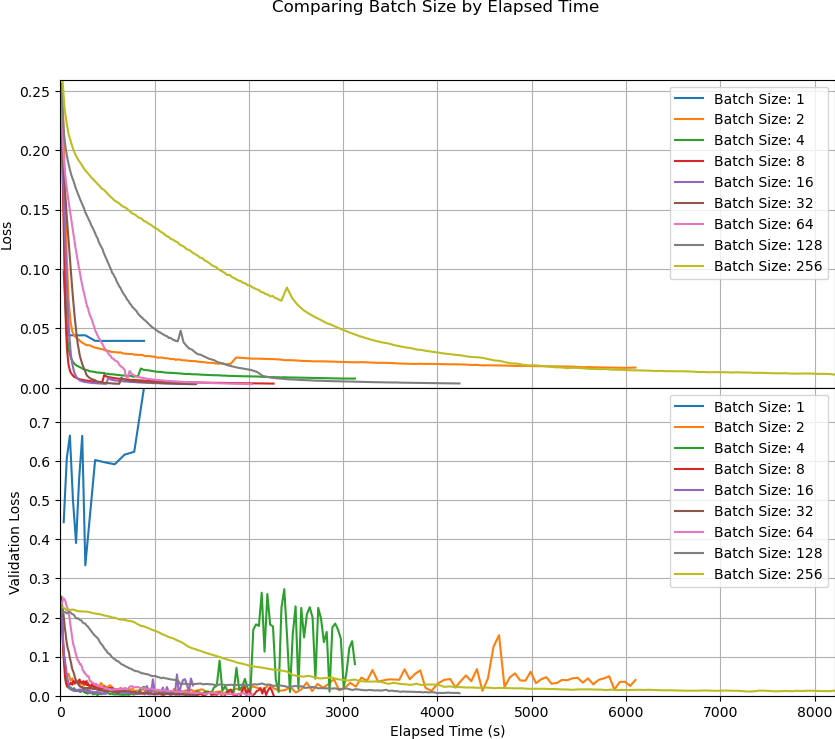 Comparing Batch Size by Elapsed Time
0.25
0.20
0.15
0.10
0.05
0.00
Loss
Batch Size: 1
Batch Size: 2
Batch Size: 4
Batch Size: 8
Batch Size: 16
Batch Size: 32
Batch Size: 64
Batch Size: 128
Batch Size: 256
0.7
0.6
0.5
0.4
0.3
0.2
0.1
0.0
Validation Loss
Batch Size: 1
Batch Size: 2
Batch Size: 4
Batch Size: 8
Batch Size: 16
Batch Size: 32
Batch Size: 64
Batch Size: 128
Batch Size: 256
0 1000 2000 3000 4000 5000 6000 7000 8000
Elapsed Time (s)